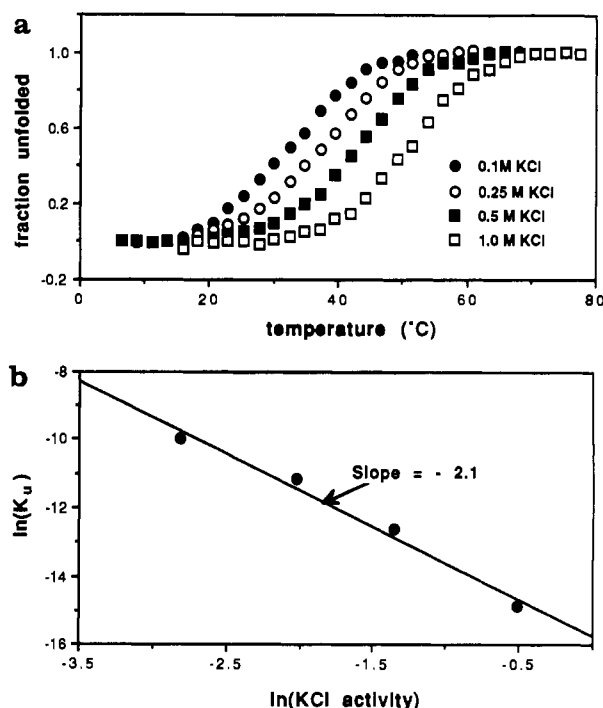 a
fraction unfolded
1.0
0.6
0.2
-0.2
0.1M KCl
0.25 M KCl
0.5 M KCl
1.0 M KCl
0 20 40 60 80
temperature (°C)
b
ln(Ku)
-8
-10
-12
-14
-16
Slope = - 2.1
-3.5 -2.5 -1.5 -0.5
ln(KCl activity)